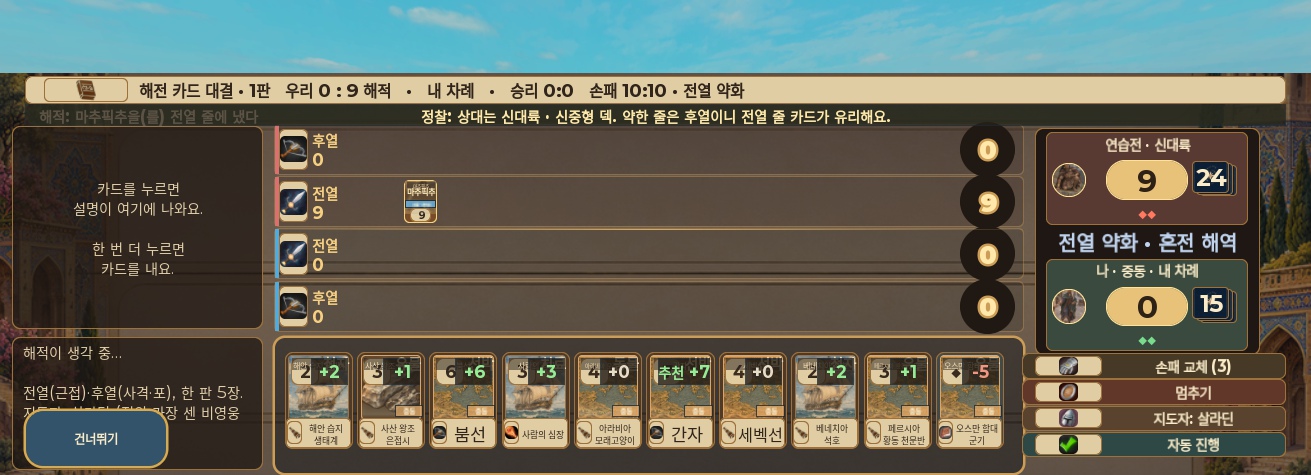 해전 카드 대결 • 1판 우리 0 : 9 해적 • 내 차례 • 승리 0:0 손패 10:10 • 전열 약화
해적: 마추픽추을(를) 전열 줄에 냈다
정찰: 상대는 신대륙 · 신중형 덱. 약한 줄은 후열이니 전열 줄 카드가 유리해요.
카드를 누르면
설명이 여기에 나와요.
한 번 더 누르면
카드를 내요.
후열
0
0
전열
9
마추픽추
9
9
전열
0
0
후열
0
0
연습전 · 신대륙
9
24
전열 약화 · 혼전 해역
나 · 중동 · 내 차례
0
15
해적이 생각 중...
전열(근접)·후열(사격·포), 한 판 5장.
장 센 비영웅
건너뛰기
2 +2
해안 습지
생태계
+1
사산 왕조
은접시
6 +6
붐선
+3
사람의 심장
4 +0
아라비아
모래고양이
추천 +7
간자
4 +0
세벡선
2 +2
베네치아
석호
+1
페르시아
황동 천문반
-5
오스만 함대
군기
손패 교체 (3)
멈추기
지도자: 살라딘
자동 진행